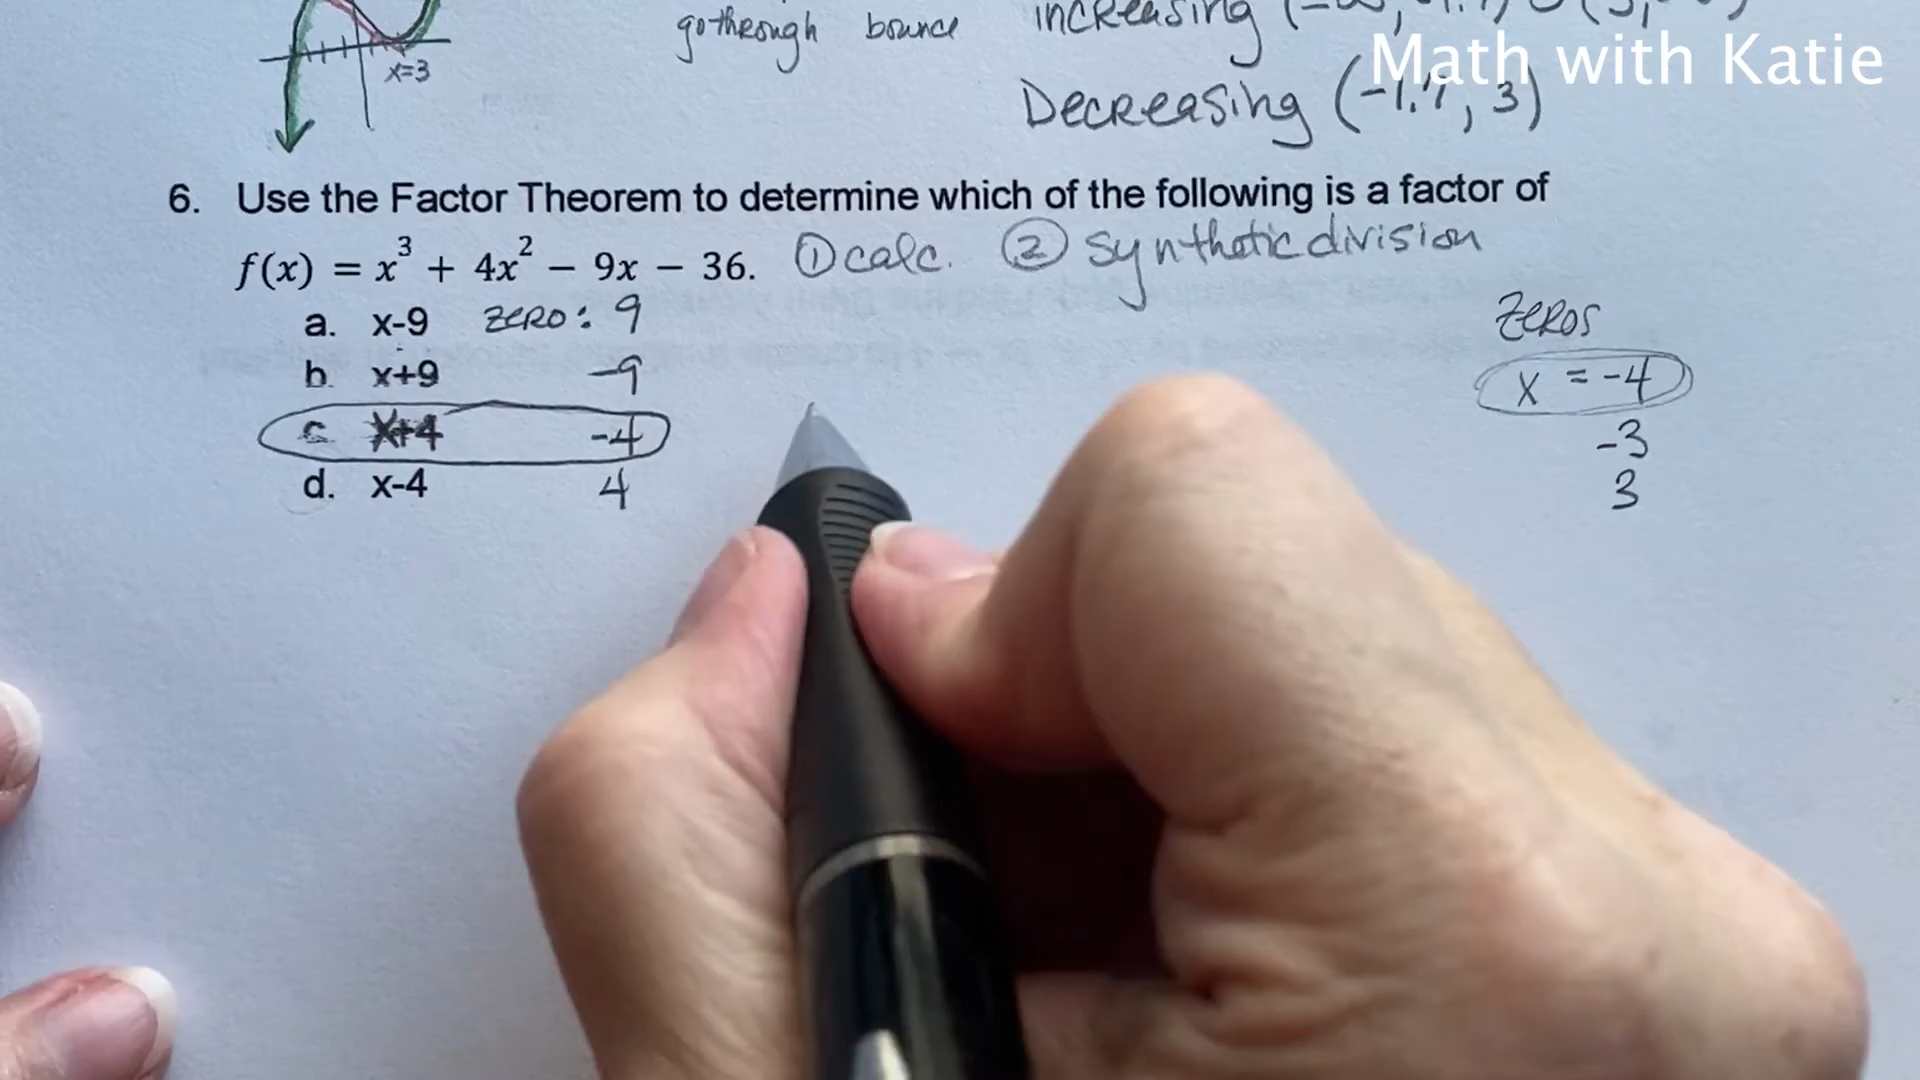 go through bounce increasing
Math with Katie
x=3
Decreasing (-1.7, 3)
6. Use the Factor Theorem to determine which of the following is a factor of
f(x) = x³ + 4x² − 9x − 36. ① calc. ② synthetic division
a. x-9 zero: 9
zeros
b. x+9 -9
x = -4
c x+4 -4
-3
d. x-4 4
3